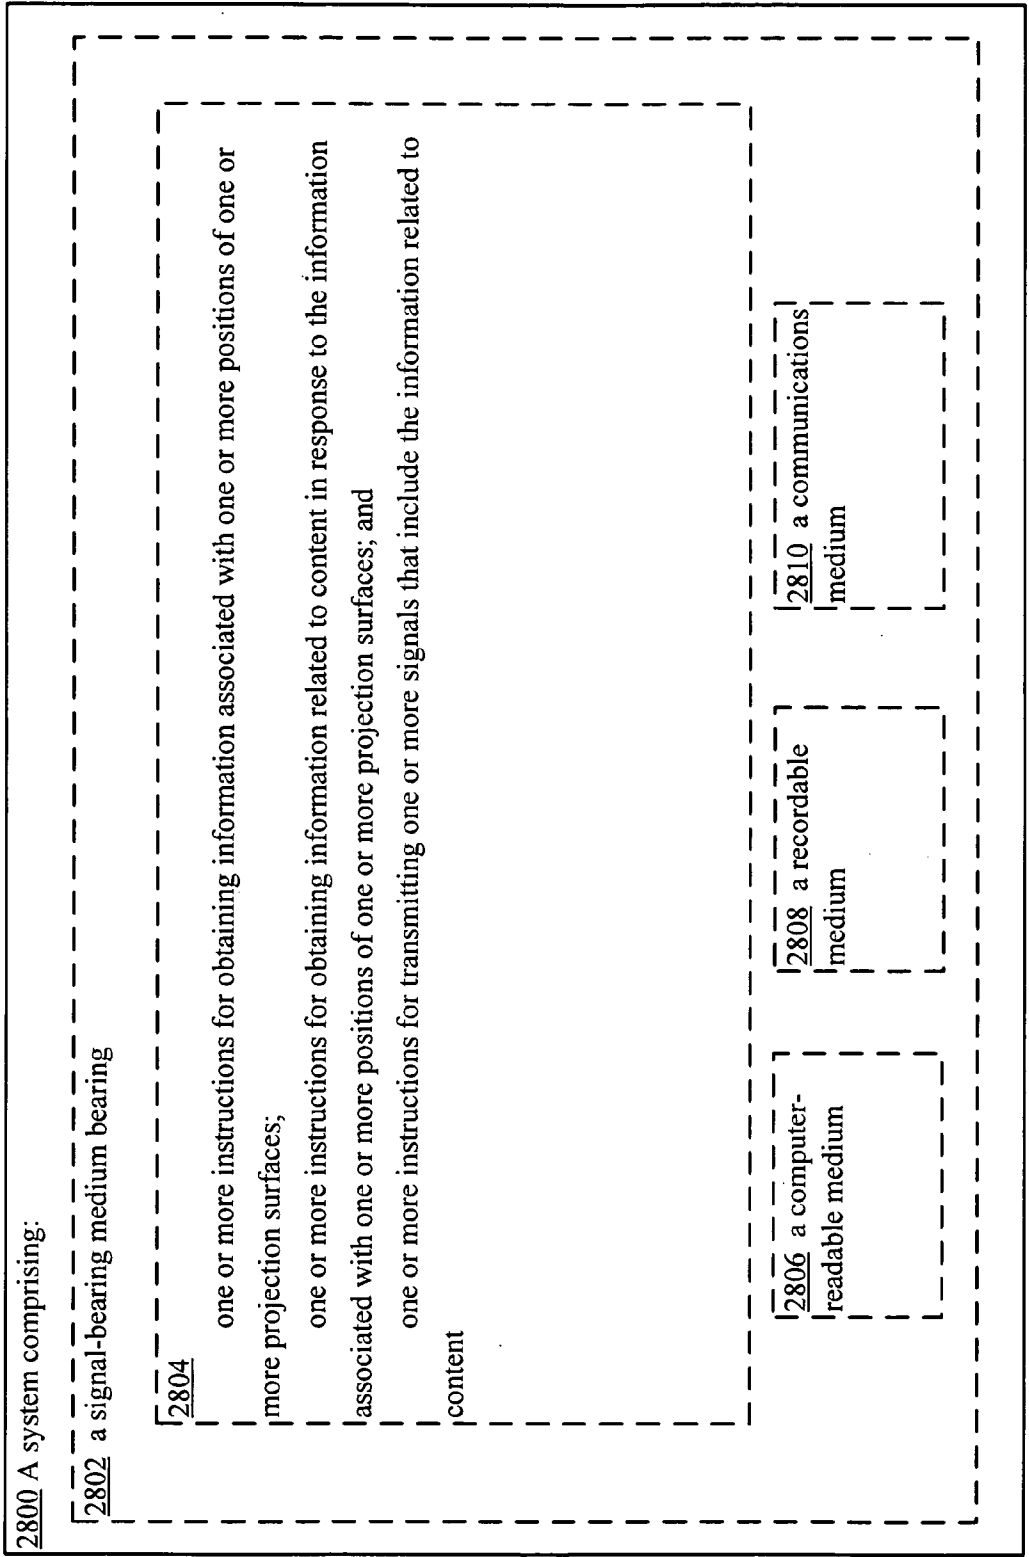 2800 A system comprising:
2802 a signal-bearing medium bearing
2804
one or more instructions for obtaining information associated with one or more positions of one or
more projection surfaces;
one or more instructions for obtaining information related to content in response to the information
associated with one or more positions of one or more projection surfaces; and
one or more instructions for transmitting one or more signals that include the information related to
content
2806 a computer-
readable medium
2808 a recordable
medium
2810 a communications
medium